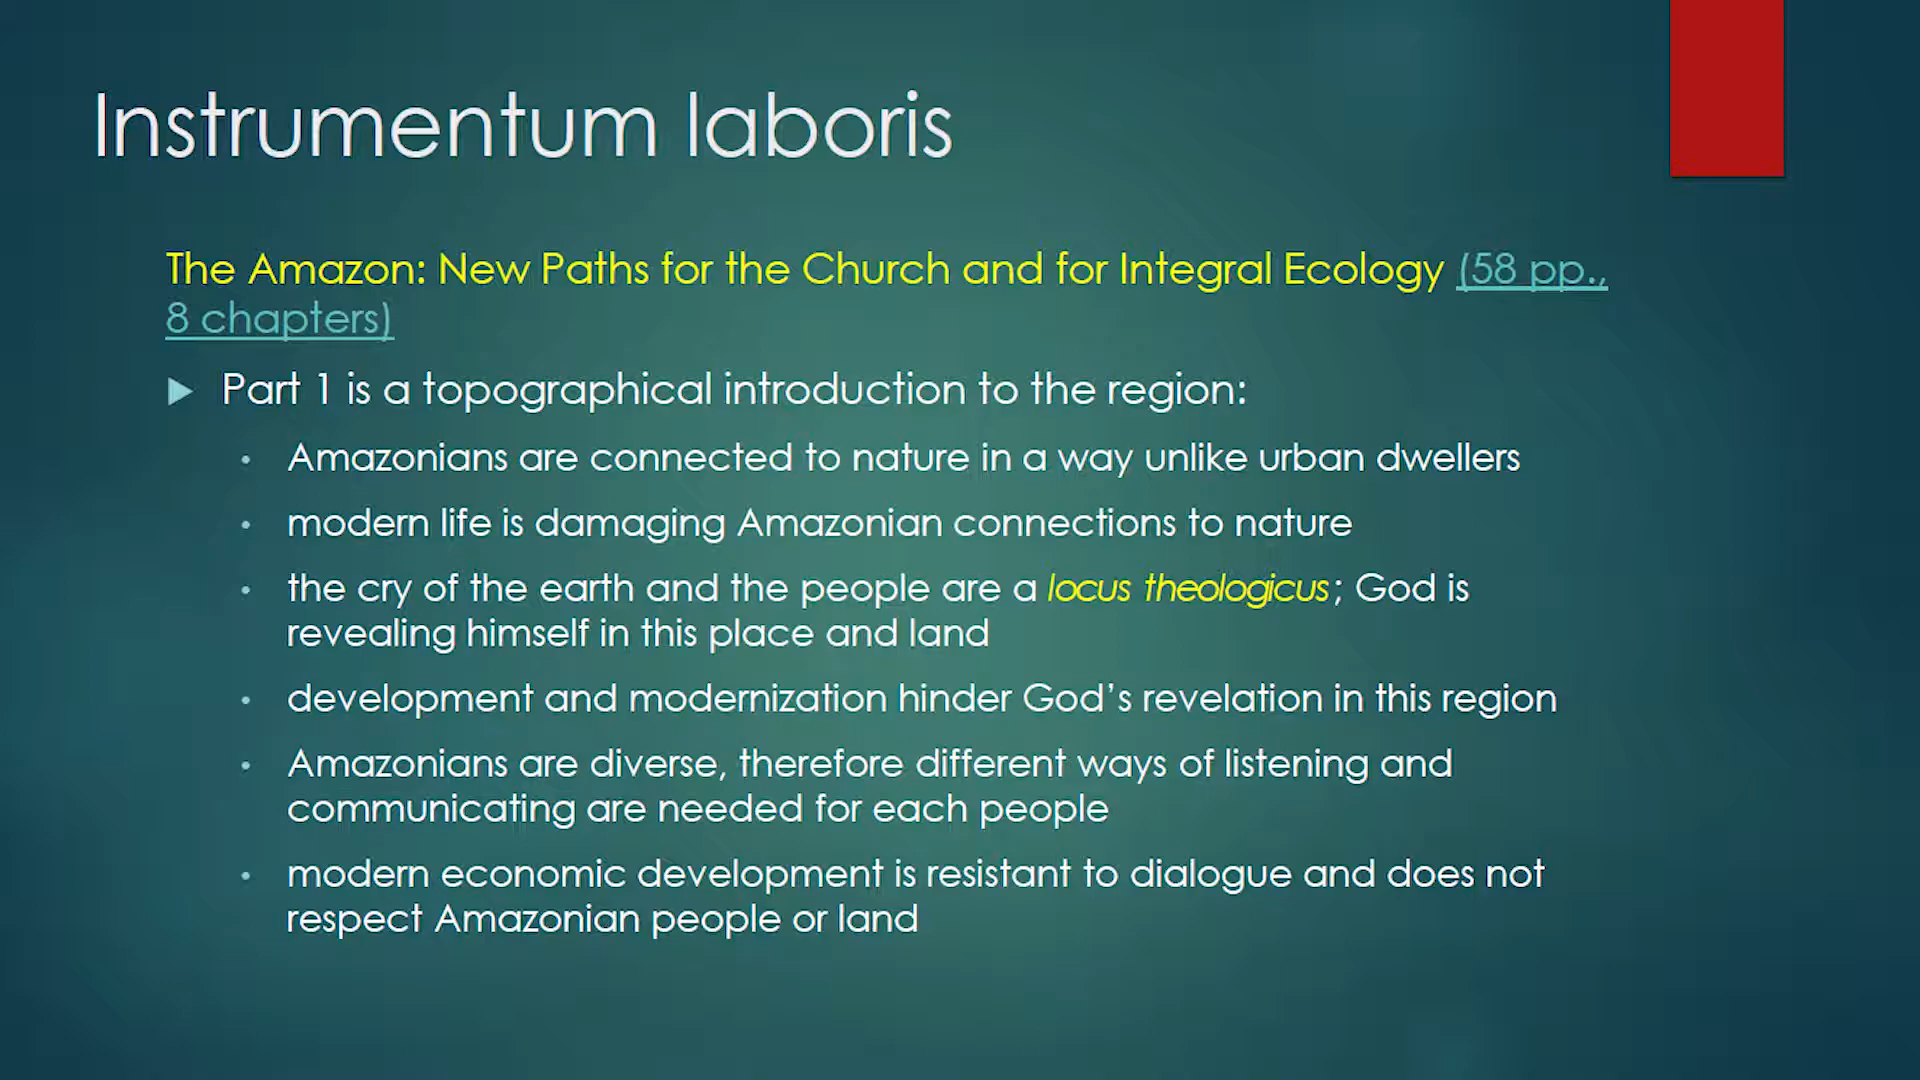 Instrumentum laboris
The Amazon: New Paths for the Church and for Integral Ecology (58 pp.,
8 chapters)
Part 1 is a topographical introduction to the region:
Amazonians are connected to nature in a way unlike urban dwellers
modern life is damaging Amazonian connections to nature
the cry of the earth and the people are a locus theologicus; God is
revealing himself in this place and land
development and modernization hinder God’s revelation in this region
Amazonians are diverse, therefore different ways of listening and
communicating are needed for each people
modern economic development is resistant to dialogue and does not
respect Amazonian people or land